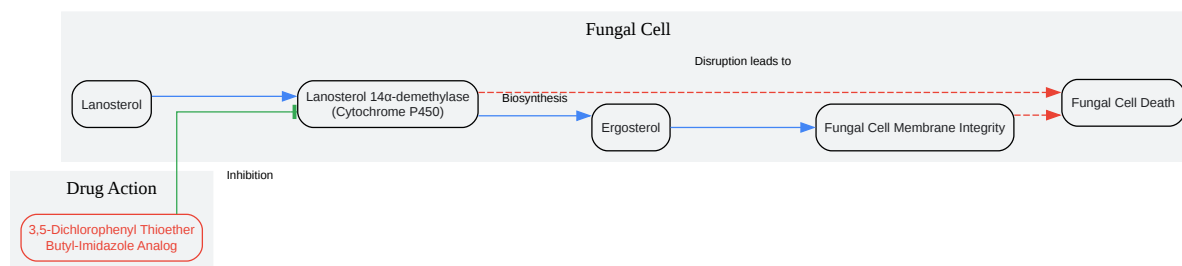 Fungal Cell
Disruption leads to
Lanosterol
Lanosterol 14α-demethylase
(Cytochrome P450)
Biosynthesis
Ergosterol
Fungal Cell Membrane Integrity
Fungal Cell Death
Inhibition
Drug Action
3,5-Dichlorophenyl Thioether
Butyl-Imidazole Analog